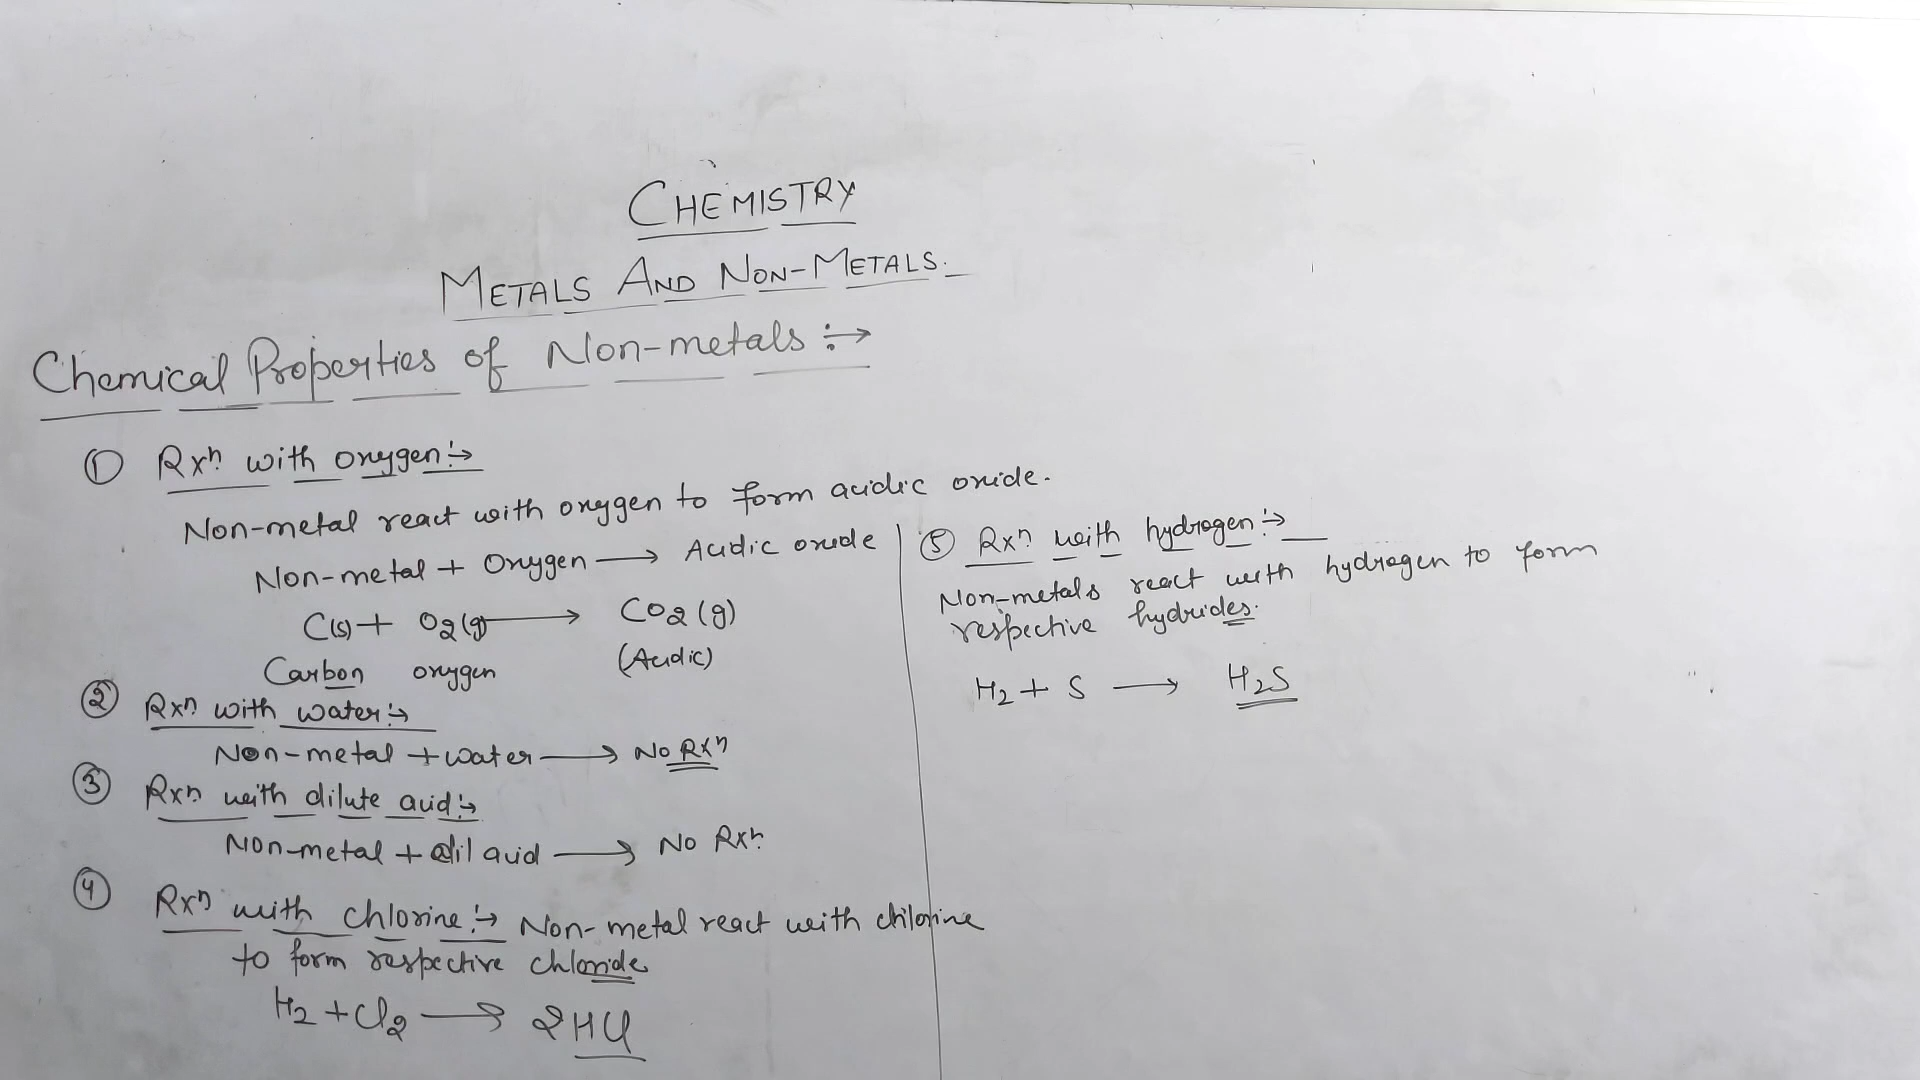 CHEMISTRY
METALS AND NON-METALS.
Chemical Properties of Non-metals :→
① Rxⁿ with oxygen:→
Non-metal react with oxygen to form acidic oxide.
Non-metal + Oxygen → Acidic oxide
C(s) + O2(g) → CO2(g)
Carbon oxygen (Acidic)
② Rxⁿ with water:→
Non-metal + water → No Rxⁿ
③ Rxⁿ with dilute acid:→
Non-metal + dil acid → No Rxⁿ
④ Rxⁿ with chlorine:→ Non-metal react with chlorine
to form respective chloride
H2 + Cl2 → 2HCl
⑤ Rxⁿ with hydrogen:→
Non-metals react with hydrogen to form
respective hydrides.
H2 + S → H2S